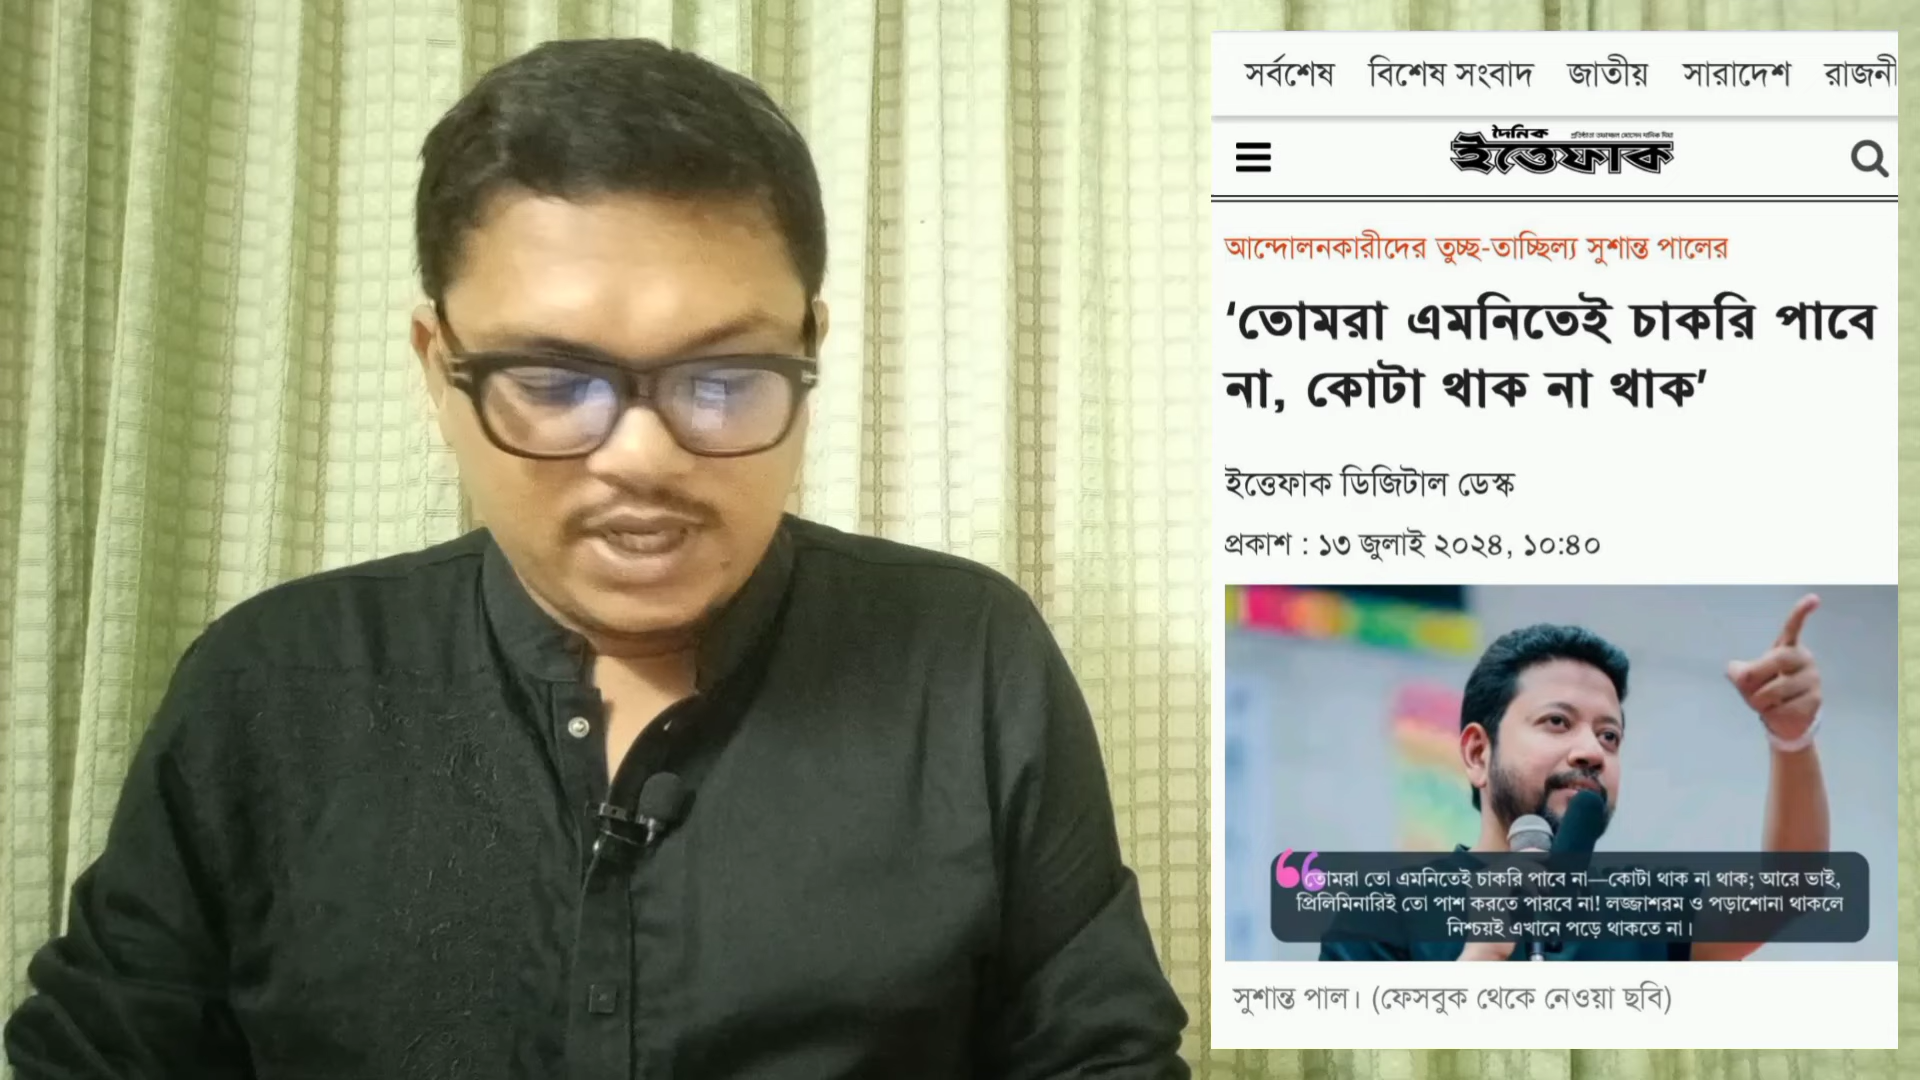 সর্বশেষ বিশেষ সংবাদ জাতীয় সারাদেশ রাজনী
দৈনিক
ইত্তেফাক
আন্দোলনকারীদের তুচ্ছ-তাচ্ছিল্য সুশান্ত পালের
‘তোমরা এমনিতেই চাকরি পাবে
না, কোটা থাক না থাক’
ইত্তেফাক ডিজিটাল ডেস্ক
প্রকাশ : ১৩ জুলাই ২০২৪, ১০:৪০
তোমরা তো এমনিতেই চাকরি পাবে না—কোটা থাক না থাক; আরে ভাই,
প্রিলিমিনারিই তো পাশ করতে পারবে না! লজ্জাশরম ও পড়াশোনা থাকলে
নিশ্চয়ই এখানে পড়ে থাকতে না।
সুশান্ত পাল। (ফেসবুক থেকে নেওয়া ছবি)